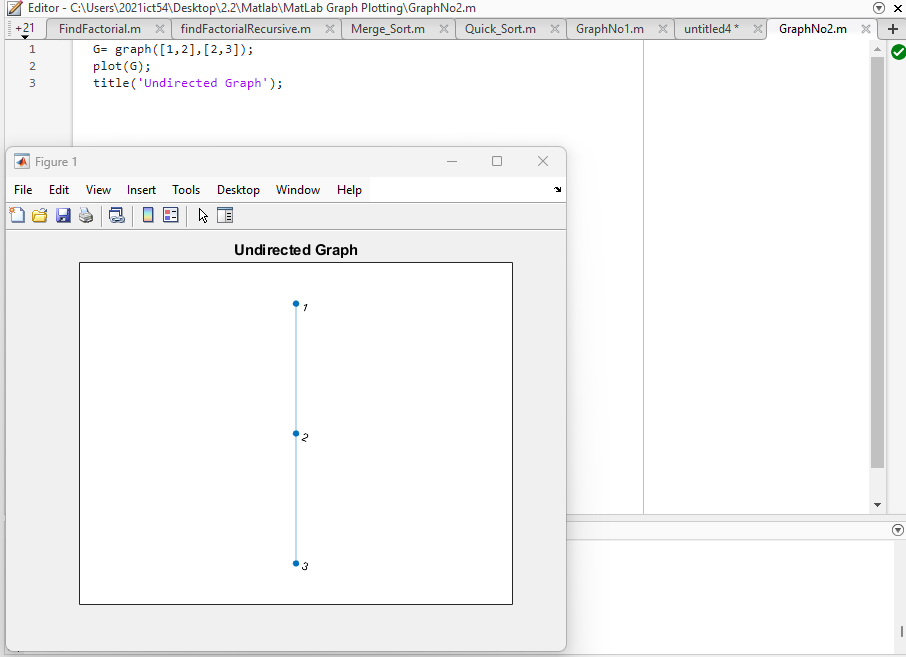 Editor - C:\Users\2021ict54\Desktop\2.2\Matlab\MatLab Graph Plotting\GraphNo2.m
+21 FindFactorial.m findFactorialRecursive.m Merge_Sort.m Quick_Sort.m GraphNo1.m untitled4 * GraphNo2.m
1 G= graph([1,2],[2,3]);
2 plot(G);
3 title('Undirected Graph');
Figure 1
File Edit View Insert Tools Desktop Window Help
Undirected Graph
1
2
3